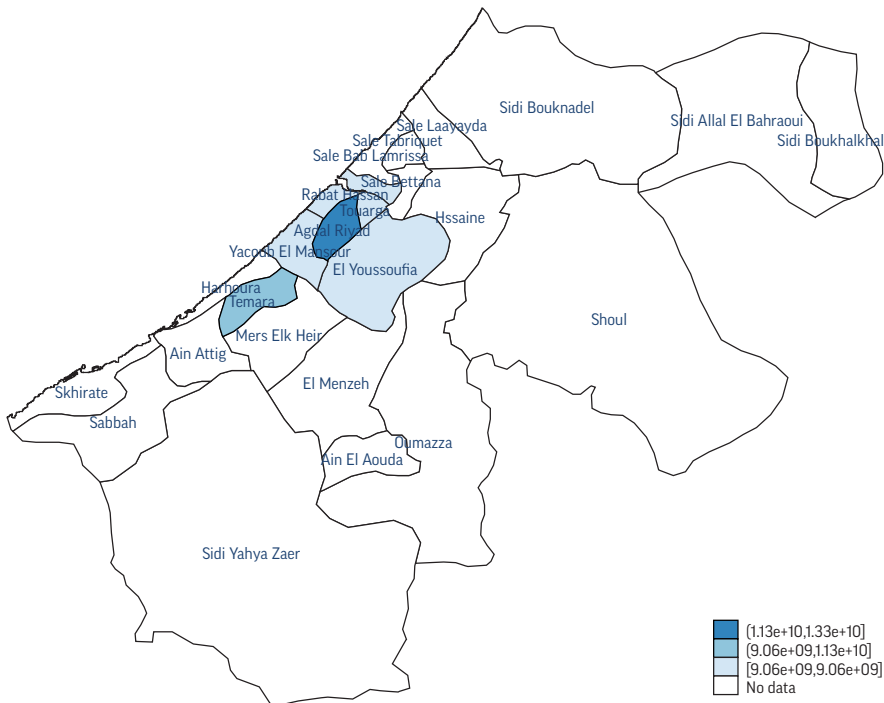 Sidi Bouknadel
Sidi Allal El Bahraoui
Sale Laayayda
Sale Tabriquet
Sidi Boukhalkhal
Sale Bab Lamrissa
Sale Bettana
Rabat Hassan
Touarga
Hssaine
Agdal Riyad
Yacoub El Mansour
El Youssoufia
Harhoura
Temara
Shoul
Mers Elk Heir
Ain Attig
El Menzeh
Skhirate
Sabbah
Oumazza
Ain El Aouda
Sidi Yahya Zaer
(1.13e+10,1.33e+10]
(9.06e+09,1.13e+10]
[9.06e+09,9.06e+09]
No data